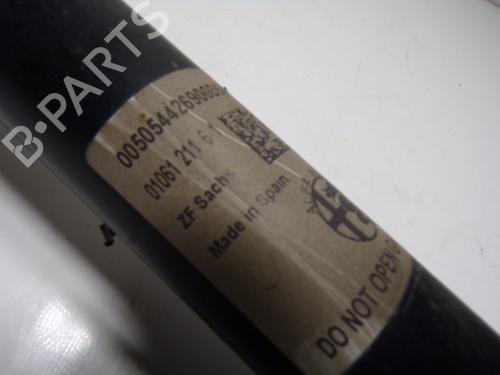 B-PARTS
0050544269000
01061 211 6
ZF Sachs
Made in Spain
DO NOT OPEN